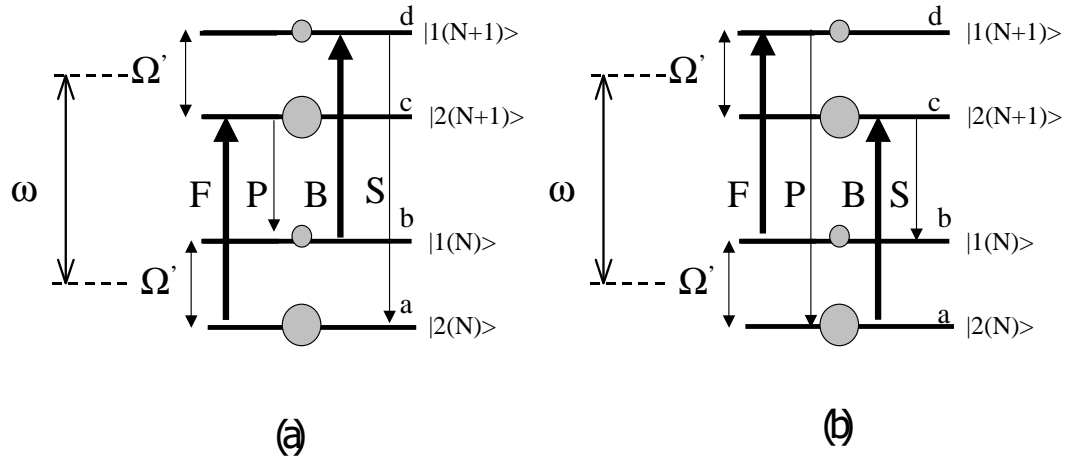 d |1(N+1)>
Ω’
c |2(N+1)>
ω
F P B S
b |1(N)>
Ω’
a |2(N)>
(a)
d |1(N+1)>
Ω’
c |2(N+1)>
ω
F P B S
b |1(N)>
Ω’
a |2(N)>
(b)